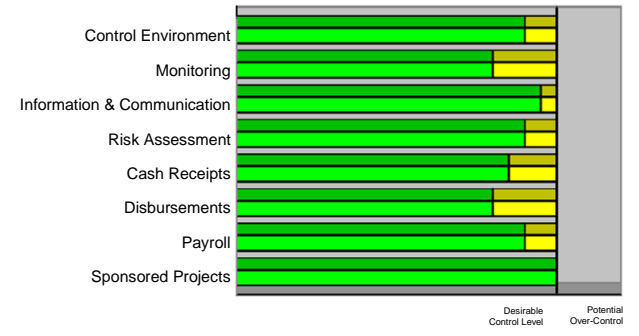 Control Environment
Monitoring
Information & Communication
Risk Assessment
Cash Receipts
Disbursements
Payroll
Sponsored Projects
Desirable
Control Level
Potential
Over-Control